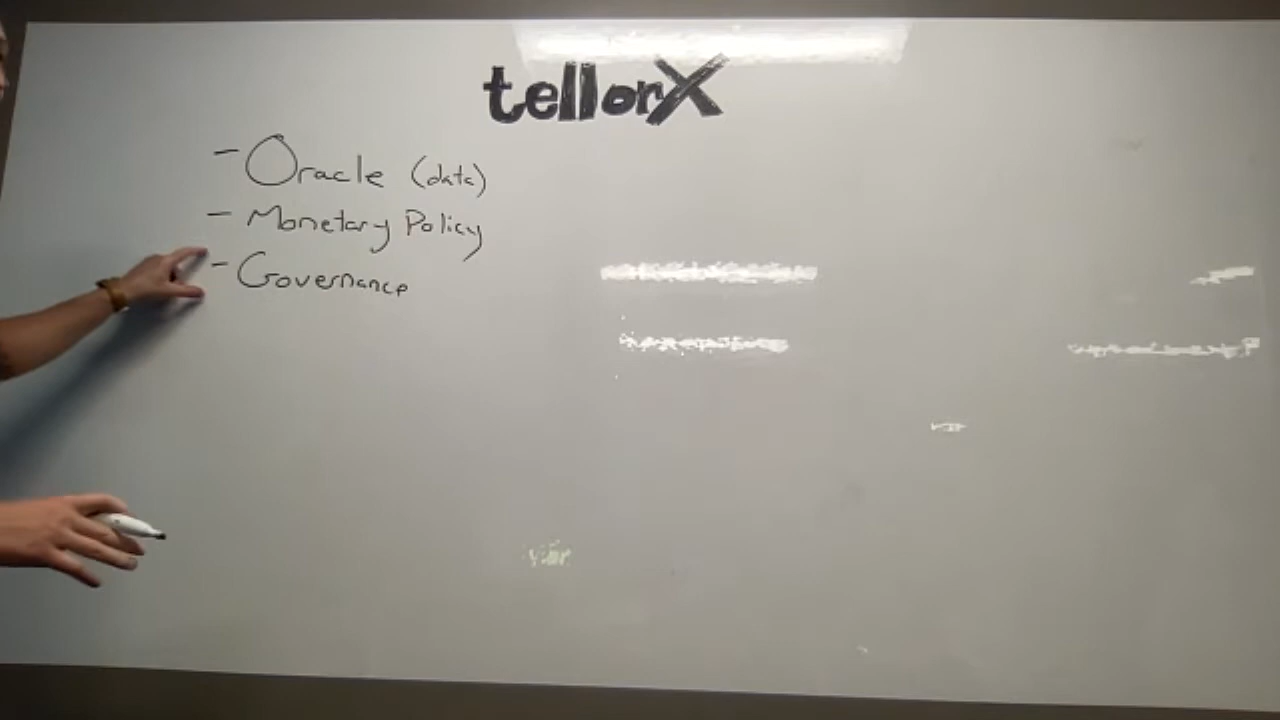 tellorX
- Oracle (data)
- Monetary Policy
- Governance